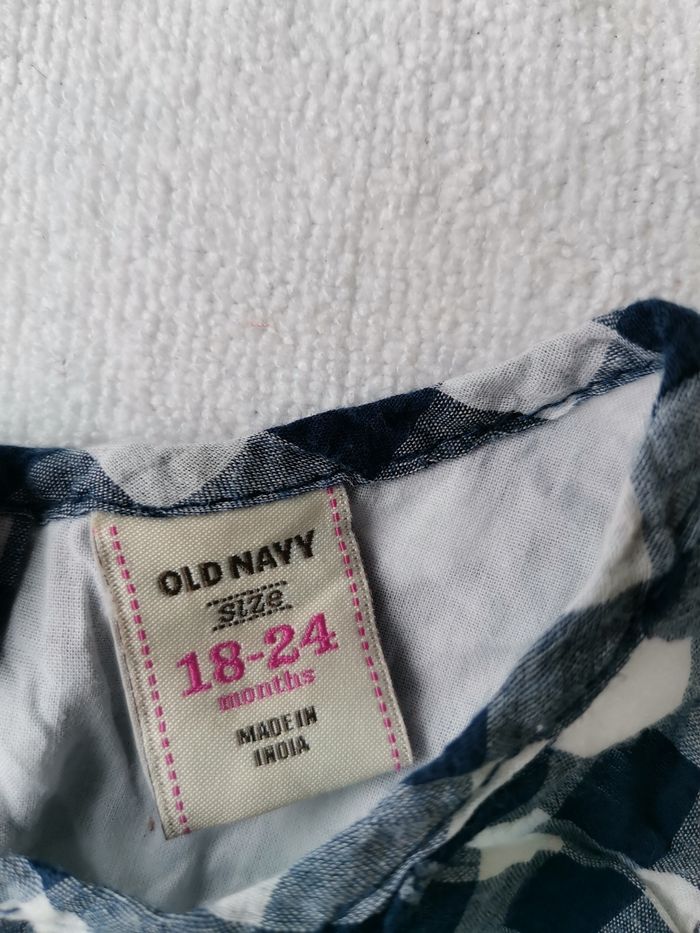 OLD NAVY
size
18-24
months
MADE IN
INDIA